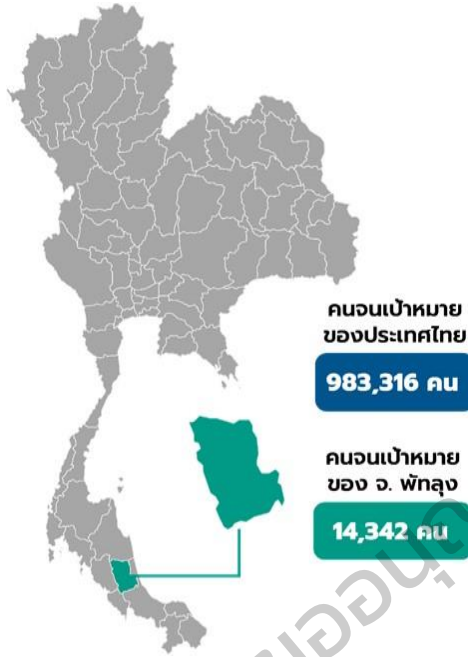 คนจนเป้าหมาย
ของประเทศไทย
983,316 คน
คนจนเป้าหมาย
ของ จ. พัทลุง
14,342 คน